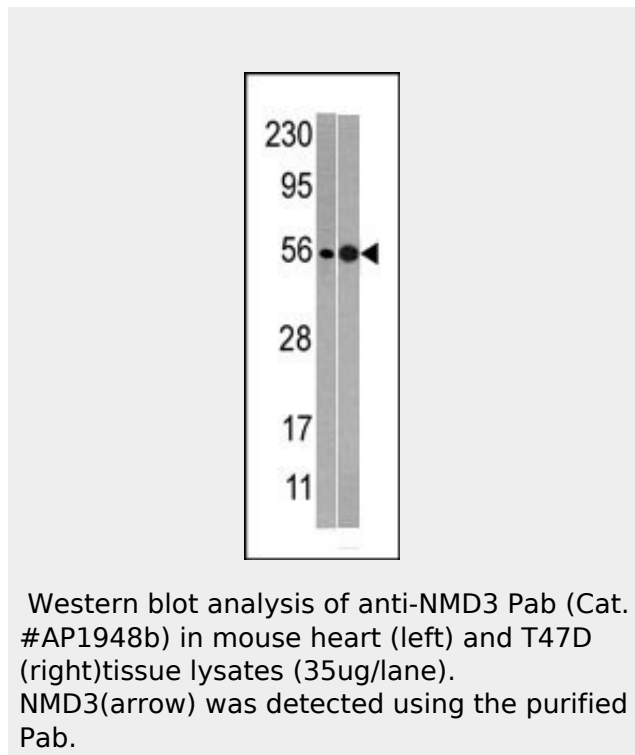 230
95
56
28
17
11
Western blot analysis of anti-NMD3 Pab (Cat.
#AP1948b) in mouse heart (left) and T47D
(right)tissue lysates (35ug/lane).
NMD3(arrow) was detected using the purified
Pab.